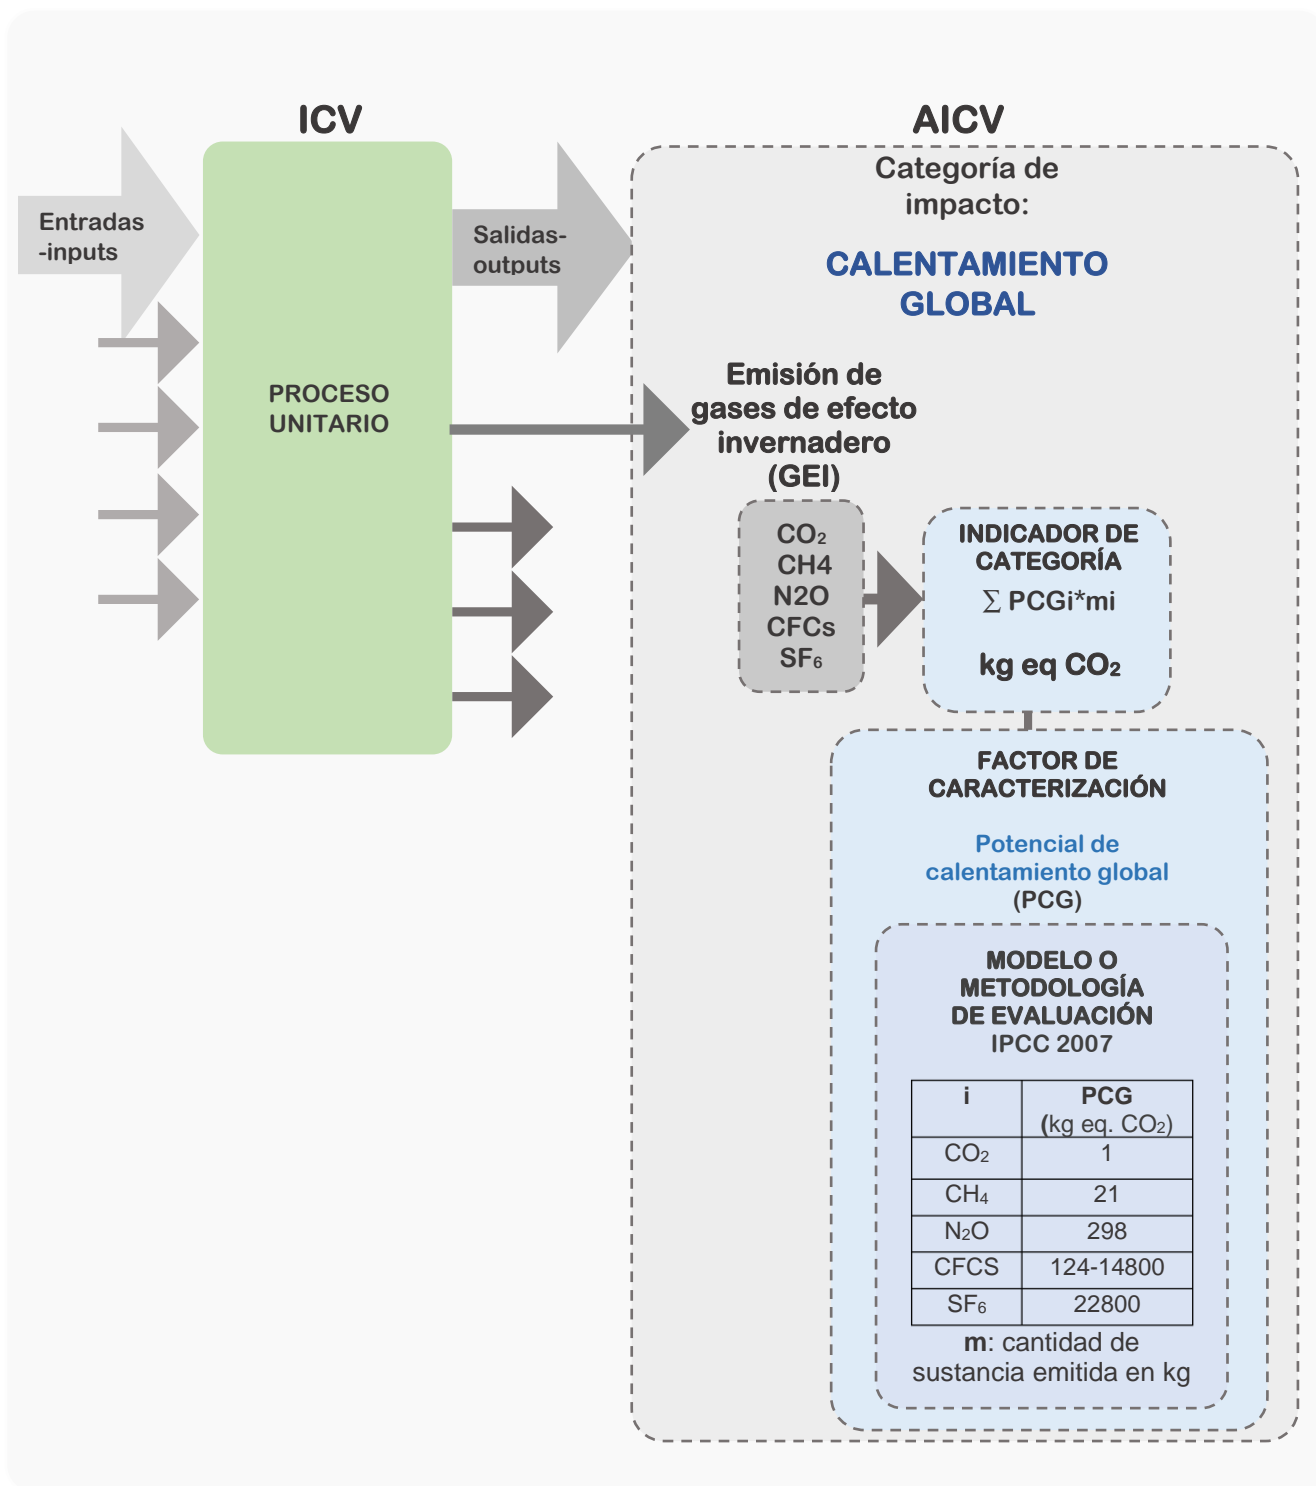 ICV
AICV
Entradas
-inputs
PROCESO
UNITARIO
Salidas-
outputs
Categoría de
impacto:
CALENTAMIENTO
GLOBAL
Emisión de
gases de efecto
invernadero
(GEI)
CO₂
CH4
N2O
CFCs
SF₆
INDICADOR DE
CATEGORÍA
∑ PCGi*mi
kg eq CO₂
FACTOR DE
CARACTERIZACIÓN
Potencial de
calentamiento global
(PCG)
MODELO O
METODOLOGÍA
DE EVALUACIÓN
IPCC 2007
i PCG
(kg eq. CO₂)
CO₂ 1
CH₄ 21
N₂O 298
CFCS 124-14800
SF₆ 22800
m: cantidad de
sustancia emitida en kg